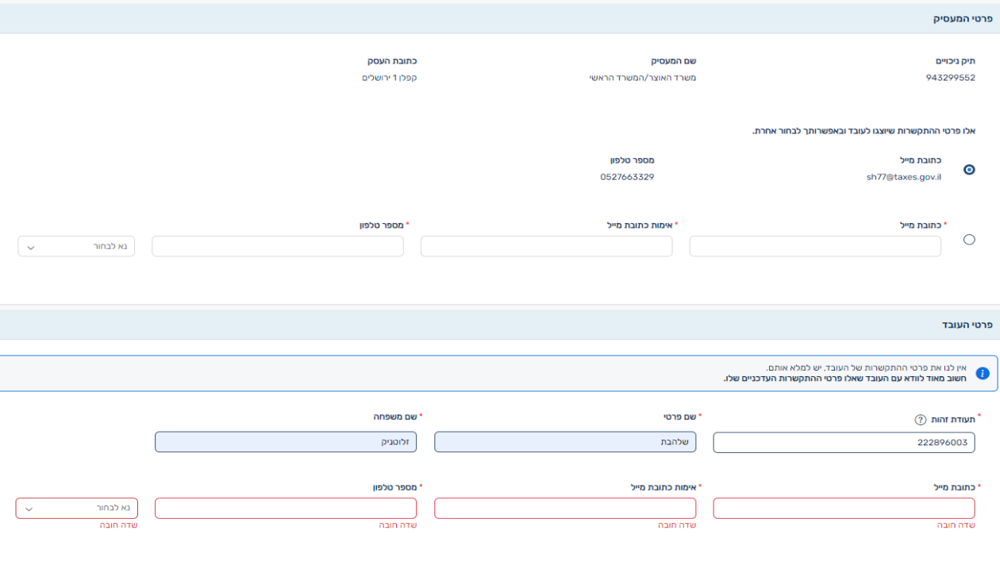 פרטי המעסיק
תיק ניכויים
שם המעסיק
כתובת העסק
943299552
משרד האוצר/המשרד הראשי
קפלן 1 ירושלים
אלו פרטי ההתקשרות שיוצגו לעובד ובאפשרותך לבחור אחרת.
כתובת מייל
מספר טלפון
sh77@taxes.gov.il
0527663329
* כתובת מייל
* אימות כתובת מייל
* מספר טלפון
נא לבחור
פרטי העובד
אין לנו את פרטי ההתקשרות של העובד, יש למלא אותם.
חשוב מאוד לוודא עם העובד שאלו פרטי ההתקשרות העדכניים שלו.
* תעודת זהות ?
* שם פרטי
* שם משפחה
222896003
שלהבת
זלוטניק
* כתובת מייל
* אימות כתובת מייל
* מספר טלפון
נא לבחור
שדה חובה
שדה חובה
שדה חובה
שדה חובה